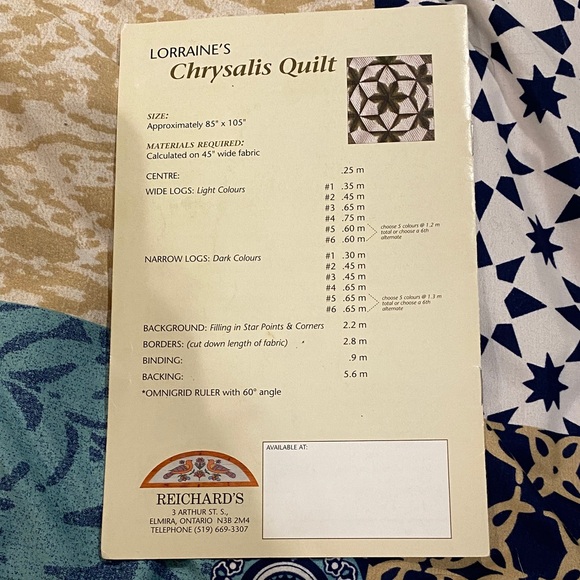 LORRAINE'S
Chrysalis Quilt
SIZE:
Approximately 85" x 105"
MATERIALS REQUIRED:
Calculated on 45" wide fabric
CENTRE: .25 m
WIDE LOGS: Light Colours #1 .35 m
#2 .45 m
#3 .65 m
#4 .75 m
#5 .60 m
#6 .60 m
choose 5 colours @ 1.2 m
total or choose a 6th
alternate
NARROW LOGS: Dark Colours #1 .30 m
#2 .45 m
#3 .45 m
#4 .65 m
#5 .65 m
#6 .65 m
choose 5 colours @ 1.3 m
total or choose a 6th
alternate
BACKGROUND: Filling in Star Points & Corners 2.2 m
BORDERS: (cut down length of fabric) 2.8 m
BINDING: .9 m
BACKING: 5.6 m
*OMNIGRID RULER with 60° angle
AVAILABLE AT:
REICHARD'S
3 ARTHUR ST. S.,
ELMIRA, ONTARIO N3B 2M4
TELEPHONE (519) 669-3307